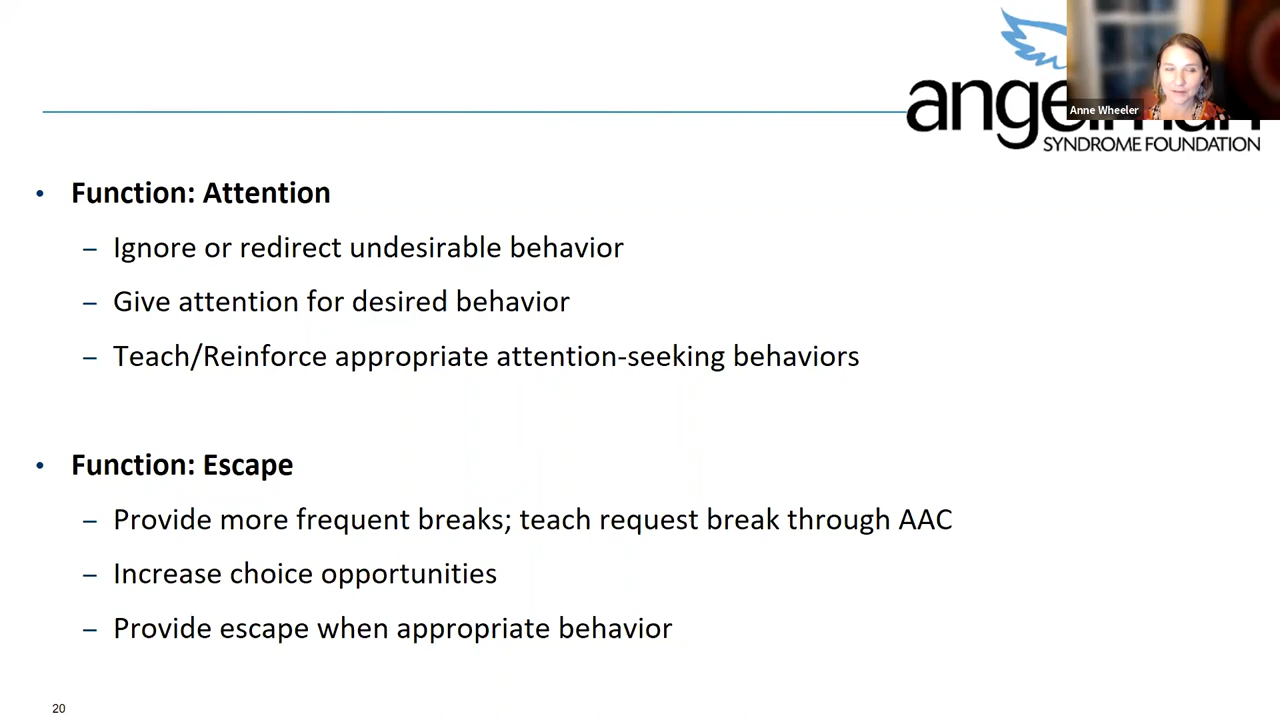 Anne Wheeler
SYNDROME FOUNDATION
• Function: Attention
– Ignore or redirect undesirable behavior
– Give attention for desired behavior
– Teach/Reinforce appropriate attention-seeking behaviors
• Function: Escape
– Provide more frequent breaks; teach request break through AAC
– Increase choice opportunities
– Provide escape when appropriate behavior
20